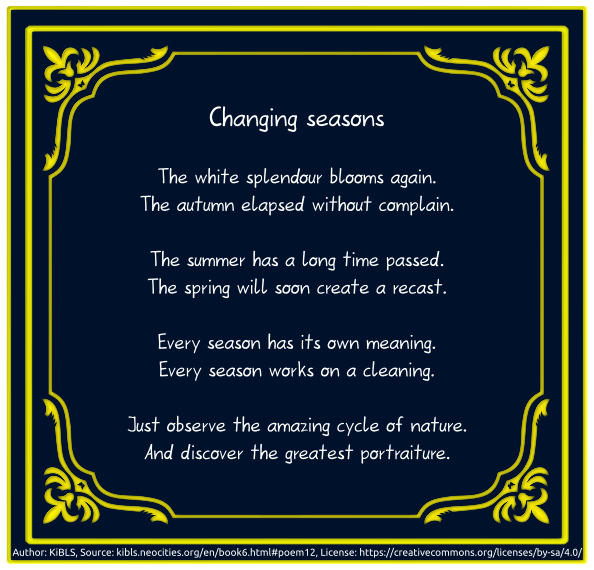 Changing seasons
The white splendour blooms again.
The autumn elapsed without complain.
The summer has a long time passed.
The spring will soon create a recast.
Every season has its own meaning.
Every season works on a cleaning.
Just observe the amazing cycle of nature.
And discover the greatest portraiture.
Author: KiBLS, Source: kibls.neocities.org/en/book6.html#poem12, License: https://creativecommons.org/licenses/by-sa/4.0/